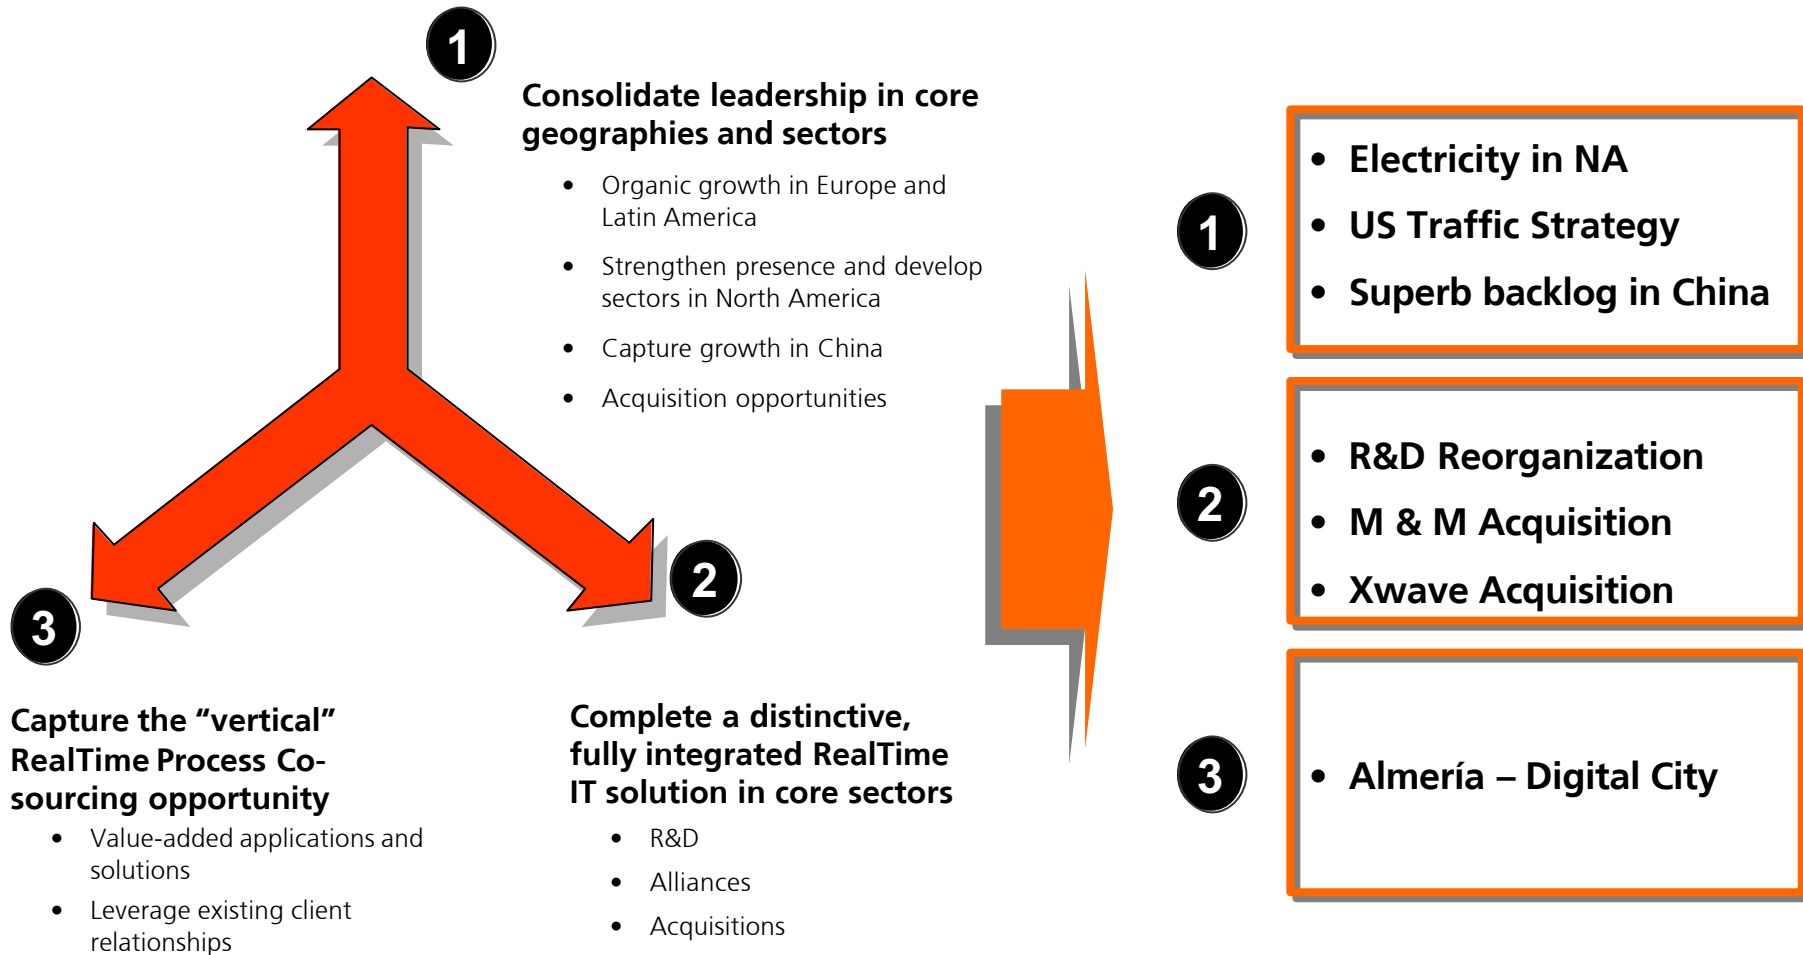 1
Consolidate leadership in core
geographies and sectors
• Organic growth in Europe and
Latin America
• Strengthen presence and develop
sectors in North America
• Capture growth in China
• Acquisition opportunities
2
Complete a distinctive,
fully integrated RealTime
IT solution in core sectors
• R&D
• Alliances
• Acquisitions
3
Capture the “vertical”
RealTime Process Co-
sourcing opportunity
• Value-added applications and
solutions
• Leverage existing client
relationships
1
• Electricity in NA
• US Traffic Strategy
• Superb backlog in China
2
• R&D Reorganization
• M & M Acquisition
• Xwave Acquisition
3
• Almería – Digital City